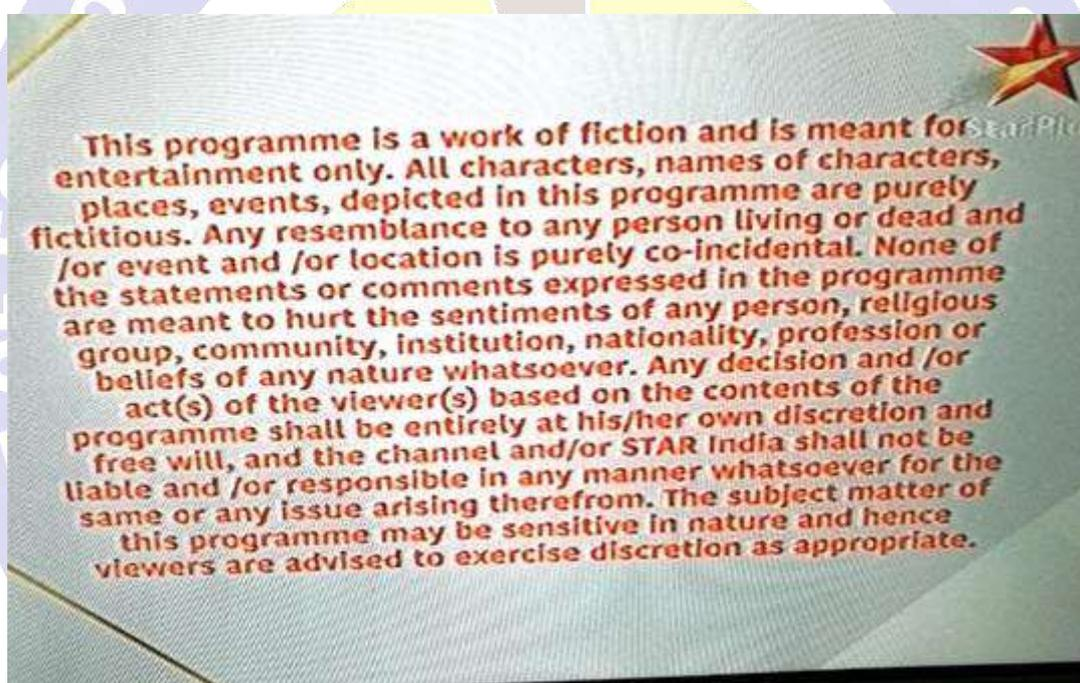 StarPlu
This programme is a work of fiction and is meant for
entertainment only. All characters, names of characters,
places, events, depicted in this programme are purely
fictitious. Any resemblance to any person living or dead and
/or event and /or location is purely co-incidental. None of
the statements or comments expressed in the programme
are meant to hurt the sentiments of any person, religious
group, community, institution, nationality, profession or
beliefs of any nature whatsoever. Any decision and /or
act(s) of the viewer(s) based on the contents of the
programme shall be entirely at his/her own discretion and
free will, and the channel and/or STAR India shall not be
liable and /or responsible in any manner whatsoever for the
same or any issue arising therefrom. The subject matter of
this programme may be sensitive in nature and hence
viewers are advised to exercise discretion as appropriate.